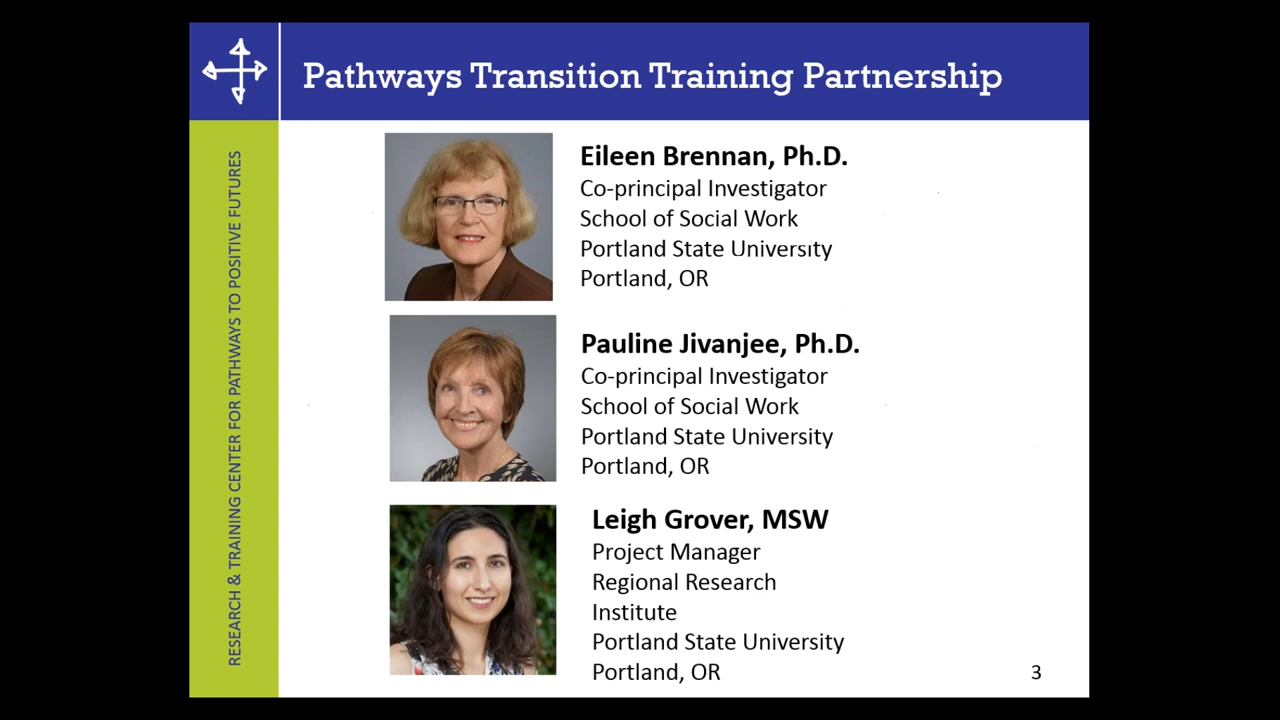 Pathways Transition Training Partnership
RESEARCH & TRAINING CENTER FOR PATHWAYS TO POSITIVE FUTURES
Eileen Brennan, Ph.D.
Co-principal Investigator
School of Social Work
Portland State University
Portland, OR
Pauline Jivanjee, Ph.D.
Co-principal Investigator
School of Social Work
Portland State University
Portland, OR
Leigh Grover, MSW
Project Manager
Regional Research
Institute
Portland State University
Portland, OR
3